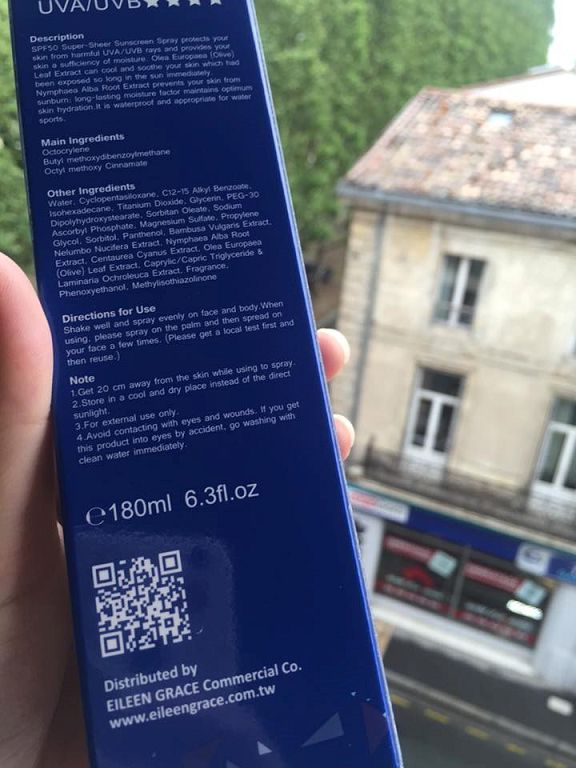 UVA/UVB★★★★
Description
SPF50 Super-Sheer Sunscreen Spray protects your
skin from harmful UVA/UVB rays and provides your
skin a sufficiency of moisture. Olea Europaea (Olive)
Leaf Extract can cool and soothe your skin which had
been exposed so long in the sun immediately.
Nymphaea Alba Root Extract prevents your skin from
sunburn; long-lasting moisture factor maintains optimum
skin hydration.It is waterproof and appropriate for water
sports.
Main Ingredients
Octocrylene
Butyl methoxydibenzoylmethane
Octyl methoxy Cinnamate
Other Ingredients
Water, Cyclopentasiloxane, C12-15 Alkyl Benzoate,
Isohexadecane, Titanium Dioxide, Glycerin, PEG-30
Dipolyhydroxystearate, Sorbitan Oleate, Sodium
Ascorbyl Phosphate, Magnesium Sulfate, Propylene
Glycol, Sorbitol, Panthenol, Bambusa Vulgaris Extract,
Nelumbo Nucifera Extract, Nymphaea Alba Root
Extract, Centaurea Cyanus Extract, Olea Europaea
(Olive) Leaf Extract, Caprylic/Capric Triglyceride &
Laminaria Ochroleuca Extract, Fragrance,
Phenoxyethanol, Methylisothiazolinone
Directions for Use
Shake well and spray evenly on face and body.When
using, please spray on the palm and then spread on
your face a few times. (Please get a local test first and
then reuse.)
Note
1.Get 20 cm away from the skin while using to spray.
2.Store in a cool and dry place instead of the direct
sunlight.
3.For external use only.
4.Avoid contacting with eyes and wounds. If you get
this product into eyes by accident, go washing with
clean water immediately.
℮180ml 6.3fl.oz
Distributed by
EILEEN GRACE Commercial Co.
www.eileengrace.com.tw